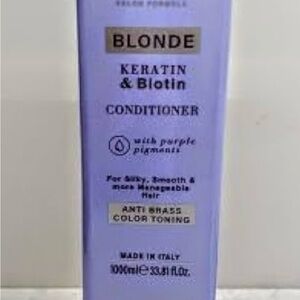 SALON FORMULA
BLONDE
KERATIN
& Biotin
CONDITIONER
with purple
pigments
For Silky, Smooth &
more Manageable
Hair
ANTI BRASS
COLOR TONING
MADE IN ITALY
1000ml ℮ 33.81 fl.oz.